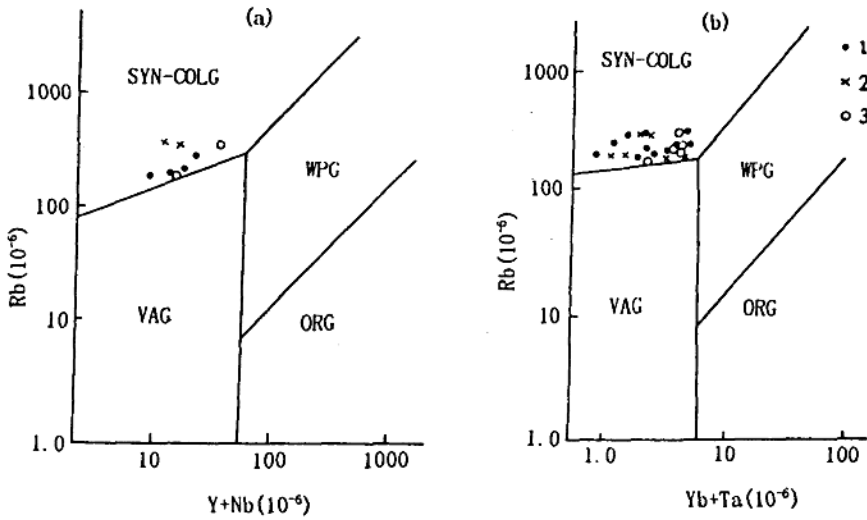 (a)
SYN-COLG
1000
WPG
100
Rb(10⁻⁶)
VAG
ORG
10
1.0
10
100
1000
Y+Nb(10⁻⁶)
(b)
SYN-COLG
1000
WPG
100
Rb(10⁻⁶)
VAG
ORG
10
1.0
1.0
10
100
Yb+Ta(10⁻⁶)
1
2
3